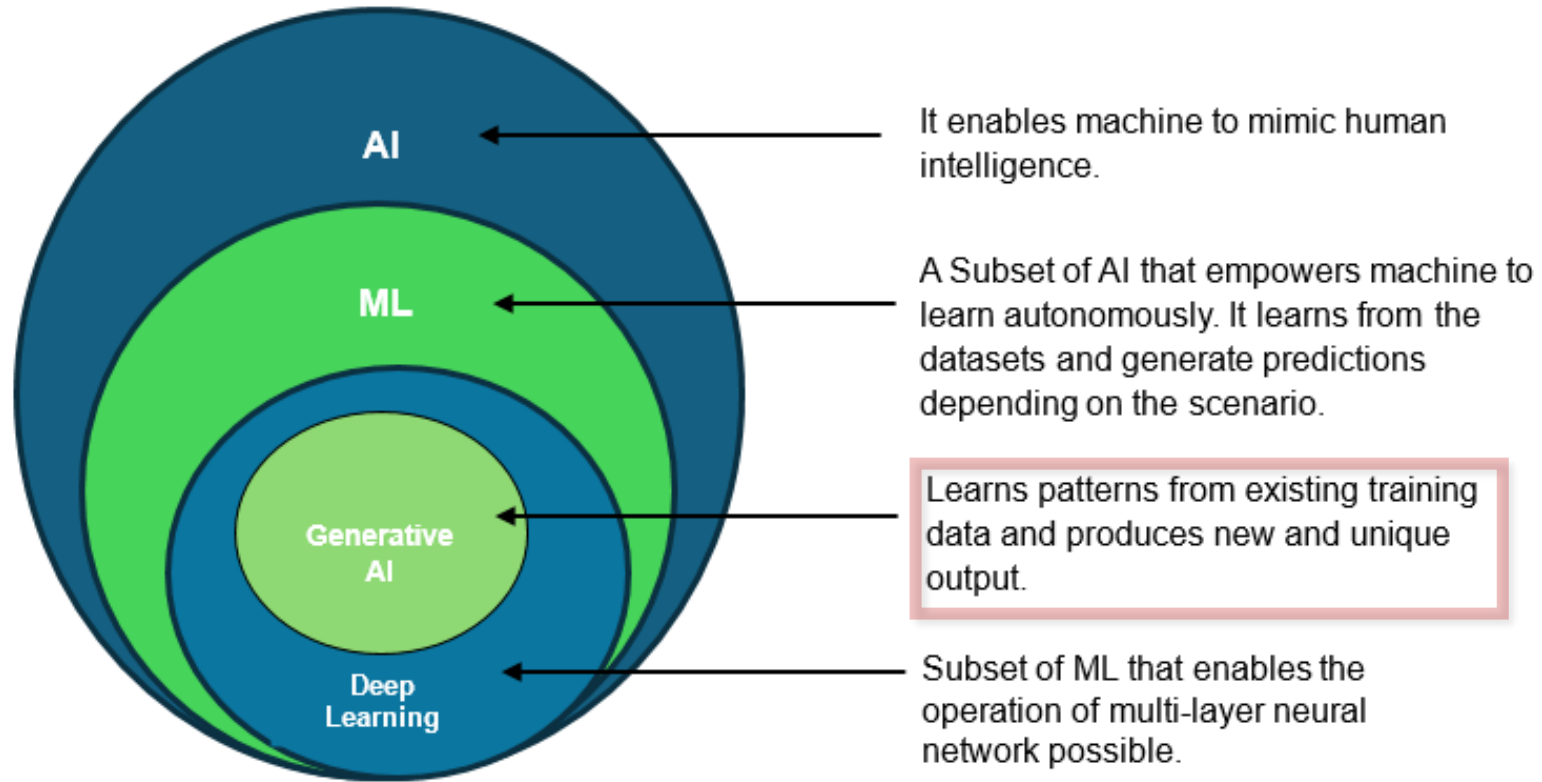 AI
It enables machine to mimic human
intelligence.
ML
A Subset of AI that empowers machine to
learn autonomously. It learns from the
datasets and generate predictions
depending on the scenario.
Generative
AI
Learns patterns from existing training
data and produces new and unique
output.
Deep
Learning
Subset of ML that enables the
operation of multi-layer neural
network possible.